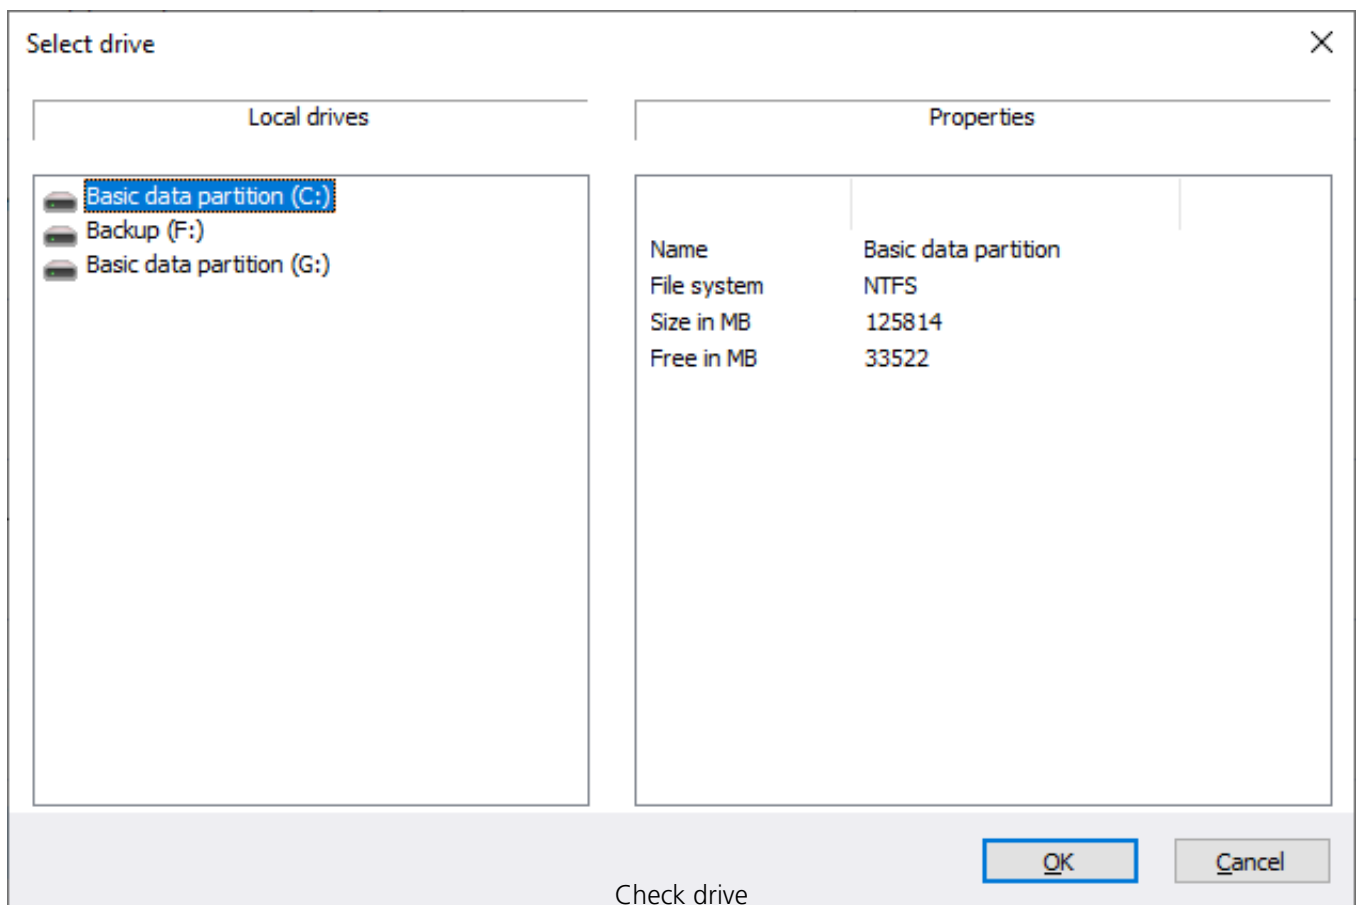 Select drive
Local drives
Properties
Basic data partition (C:)
Backup (F:)
Basic data partition (G:)
Name Basic data partition
File system NTFS
Size in MB 125814
Free in MB 33522
OK Cancel
Check drive